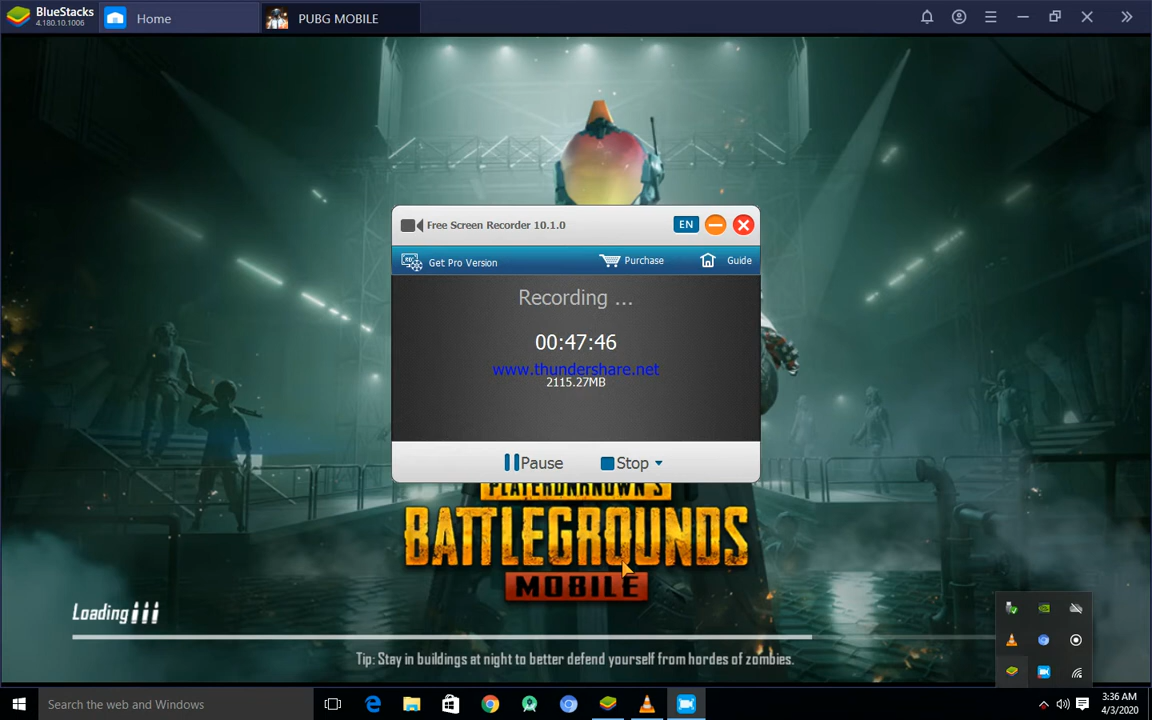 BlueStacks
4.180.10.1006
Home
PUBG MOBILE
Free Screen Recorder 10.1.0
EN
Get Pro Version
Purchase
Guide
Recording ...
00:47:46
www.thundershare.net
2115.27MB
Pause
Stop
PLAYERUNKNOWN'S
BATTLEGROUNDS
MOBILE
Loading
Tip: Stay in buildings at night to better defend yourself from hordes of zombies.
Search the web and Windows
3:36 AM
4/3/2020